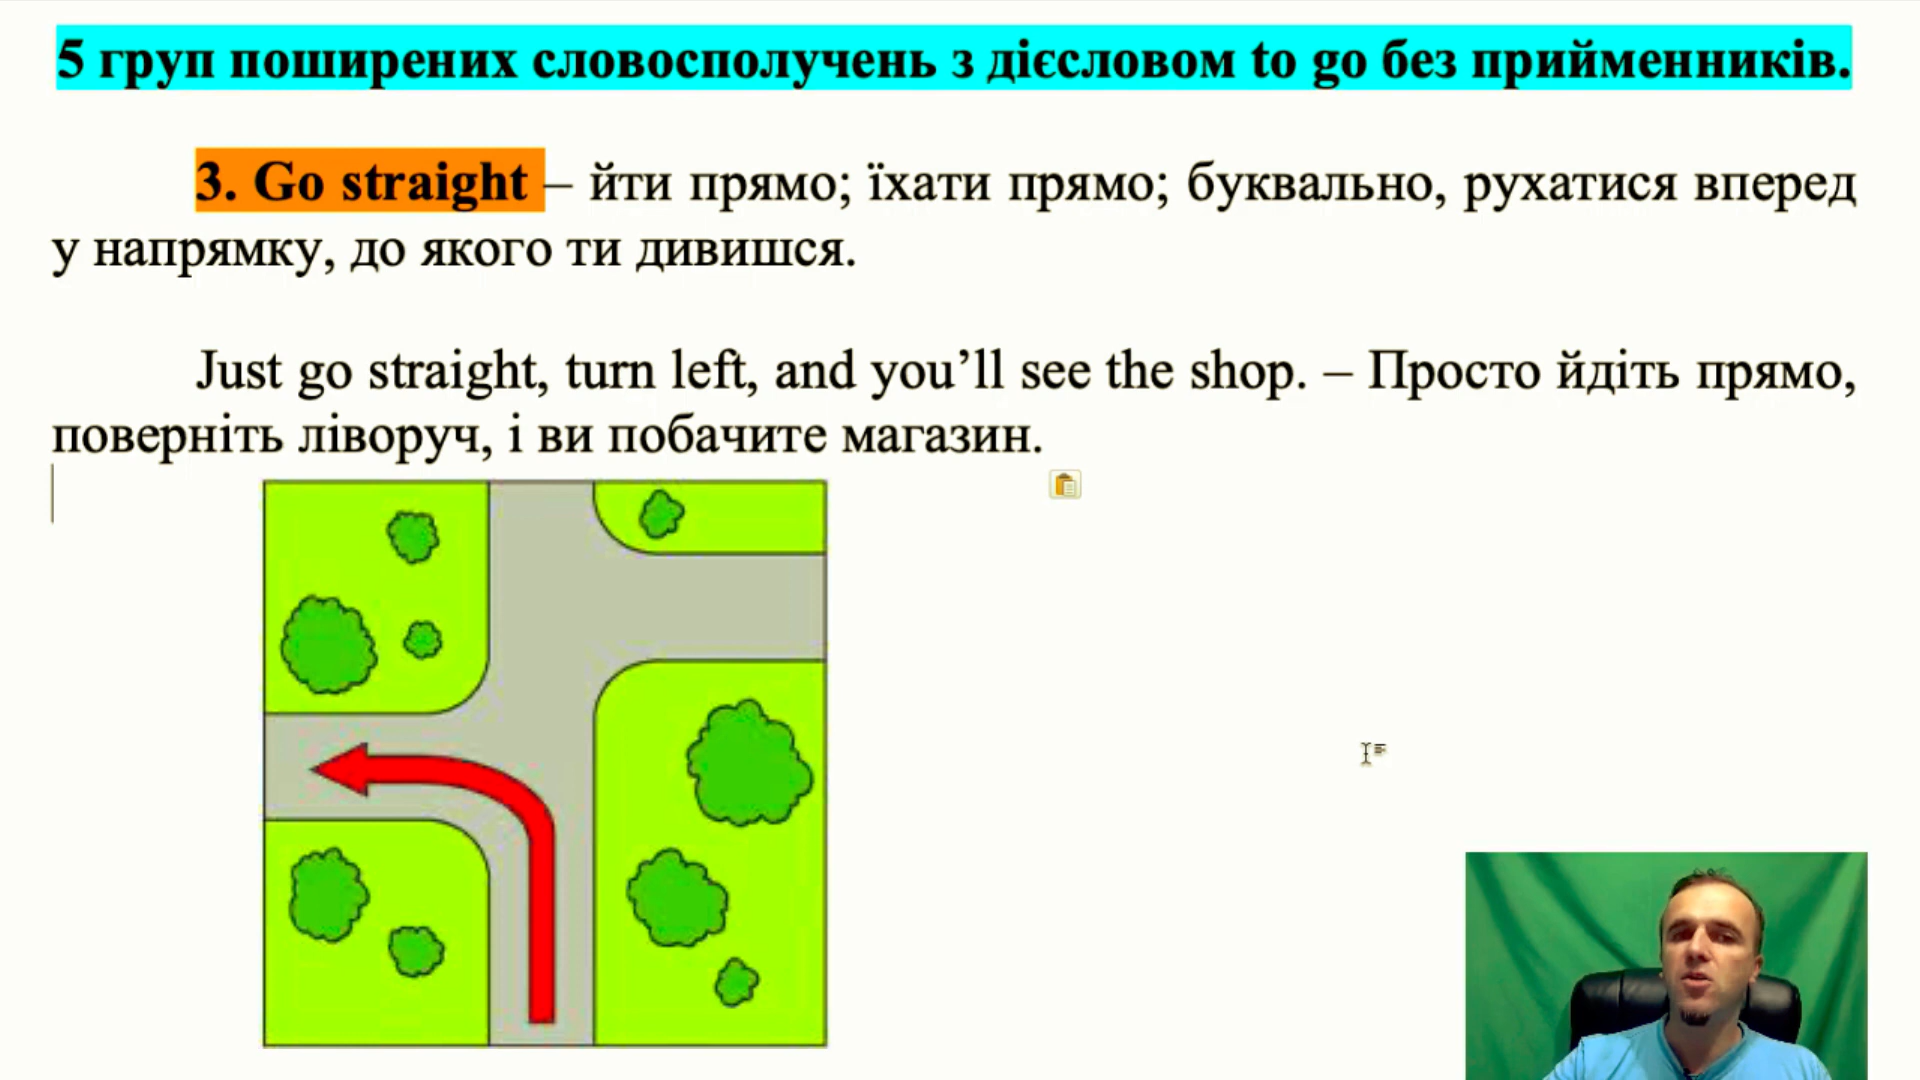 5 груп поширених словосполучень з дієсловом to go без прийменників.
3. Go straight – йти прямо; їхати прямо; буквально, рухатися вперед
у напрямку, до якого ти дивишся.
Just go straight, turn left, and you’ll see the shop. – Просто йдіть прямо,
поверніть ліворуч, і ви побачите магазин.